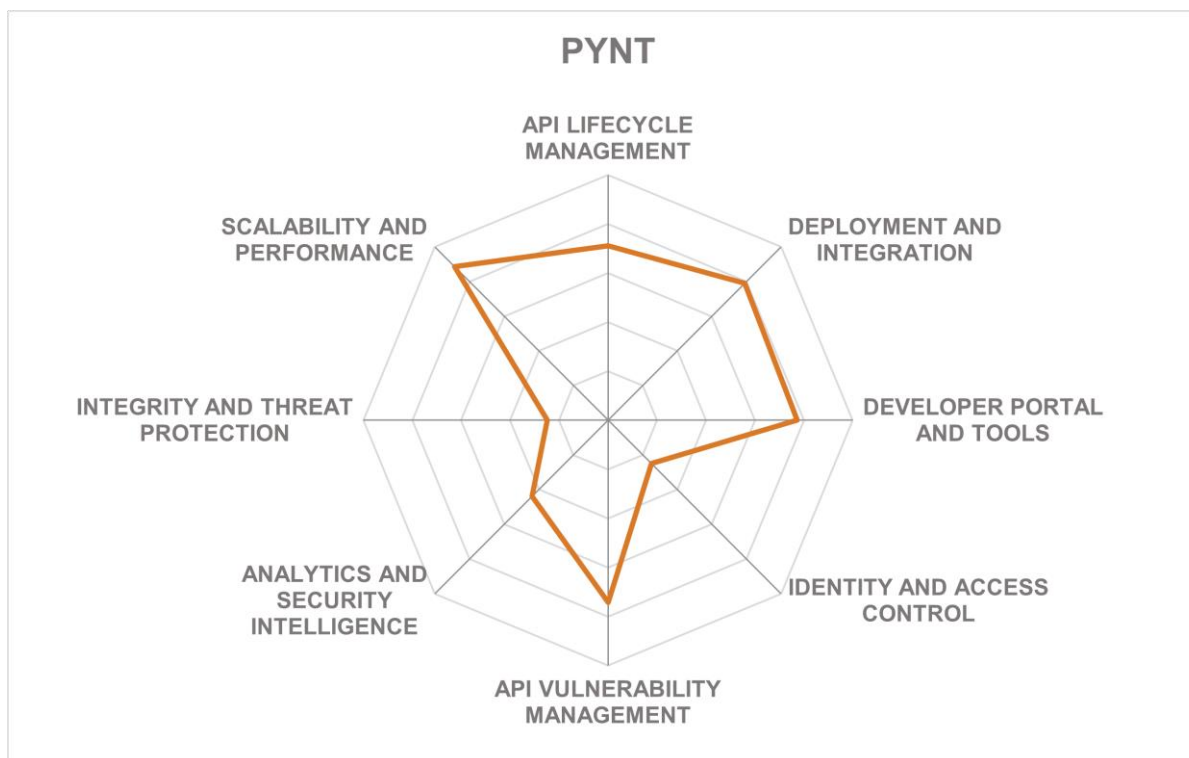 PYNT
API LIFECYCLE
MANAGEMENT
DEPLOYMENT AND
INTEGRATION
DEVELOPER PORTAL
AND TOOLS
IDENTITY AND ACCESS
CONTROL
API VULNERABILITY
MANAGEMENT
ANALYTICS AND
SECURITY
INTELLIGENCE
INTEGRITY AND THREAT
PROTECTION
SCALABILITY AND
PERFORMANCE